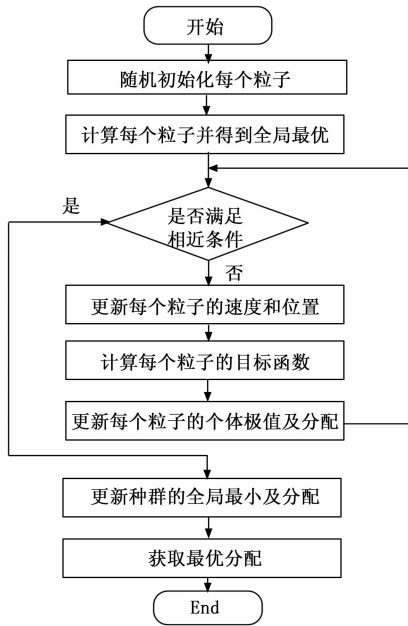 开始
随机初始化每个粒子
计算每个粒子并得到全局最优
是
是否满足
相近条件
否
更新每个粒子的速度和位置
计算每个粒子的目标函数
更新每个粒子的个体极值及分配
更新种群的全局最小及分配
获取最优分配
End